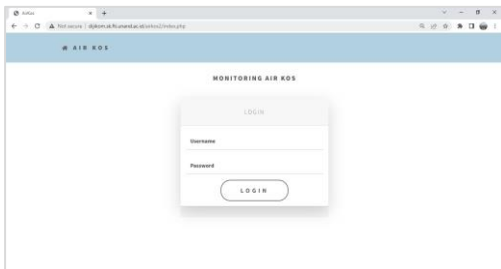 AirKos
Not secure
AIR KOS
MONITORING AIR KOS
LOGIN
Username
Password
LOGIN